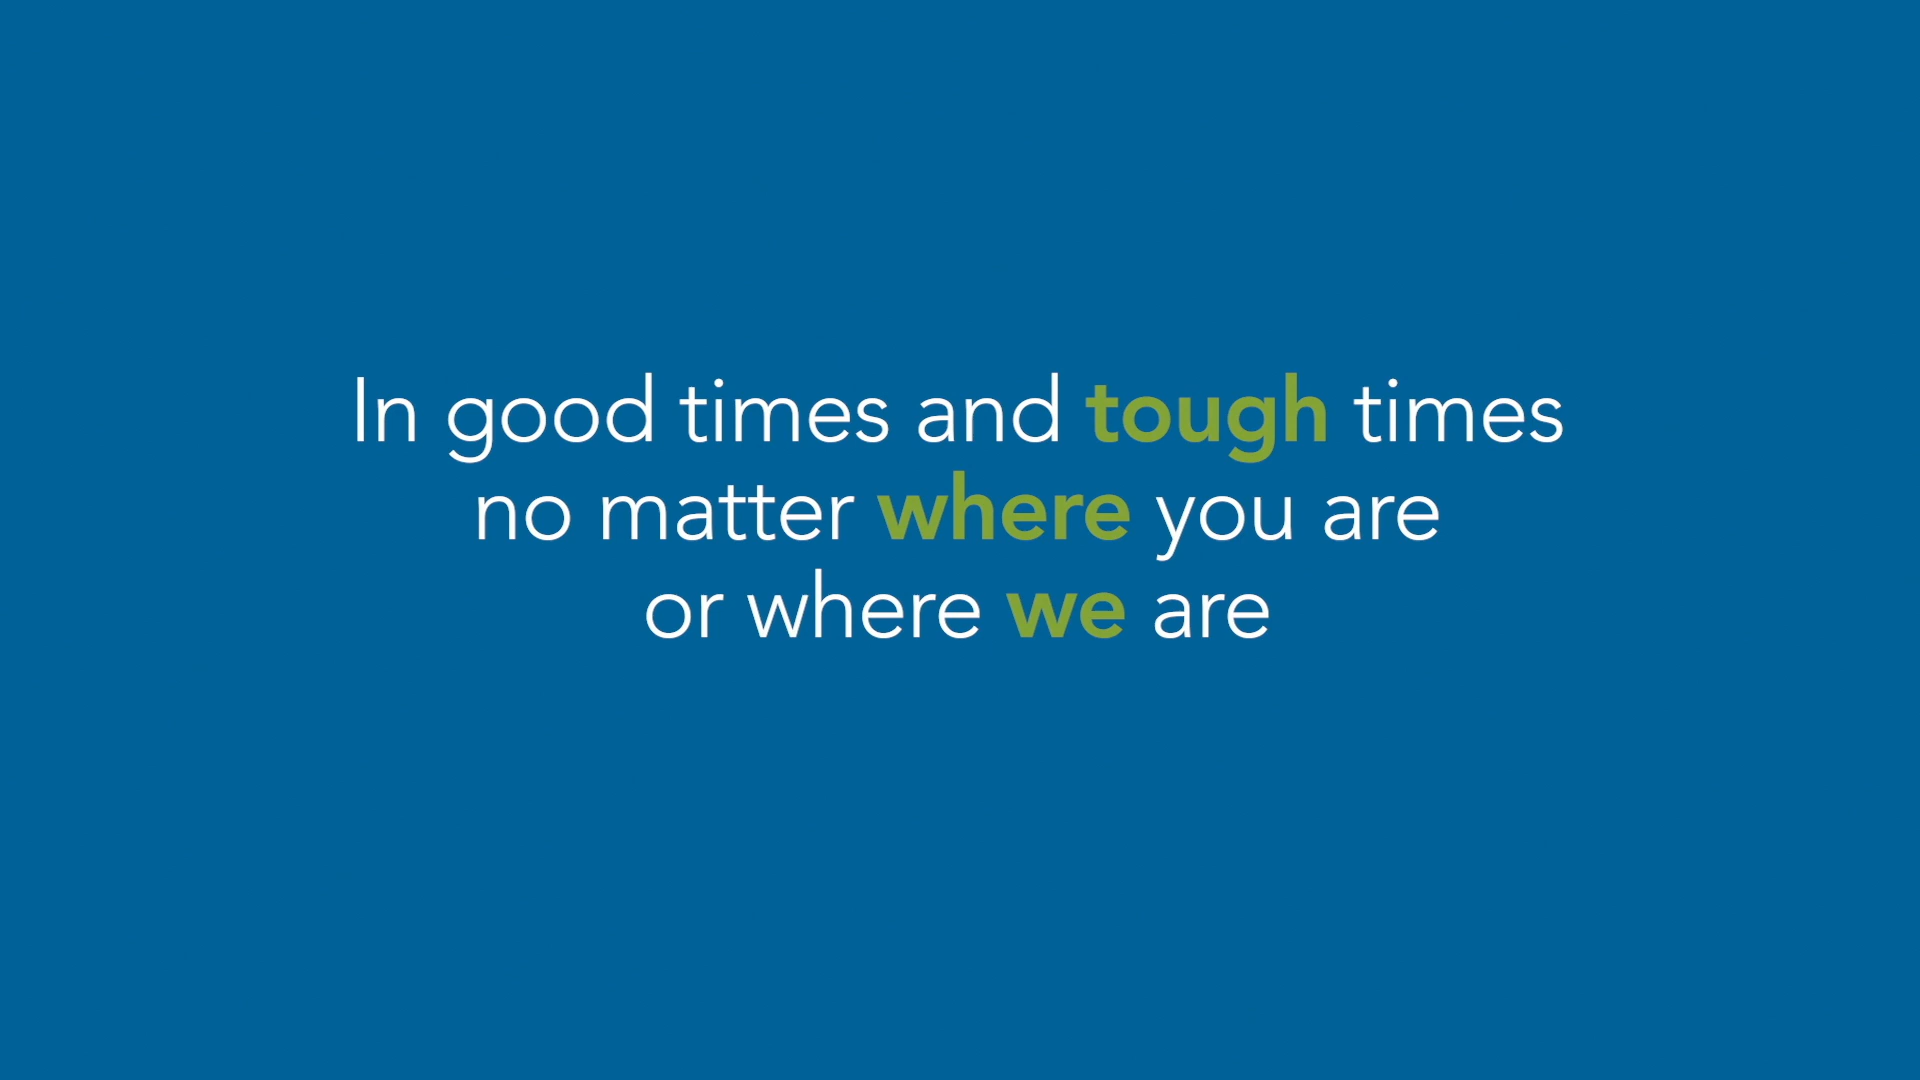 In good times and tough times
no matter where you are
or where we are